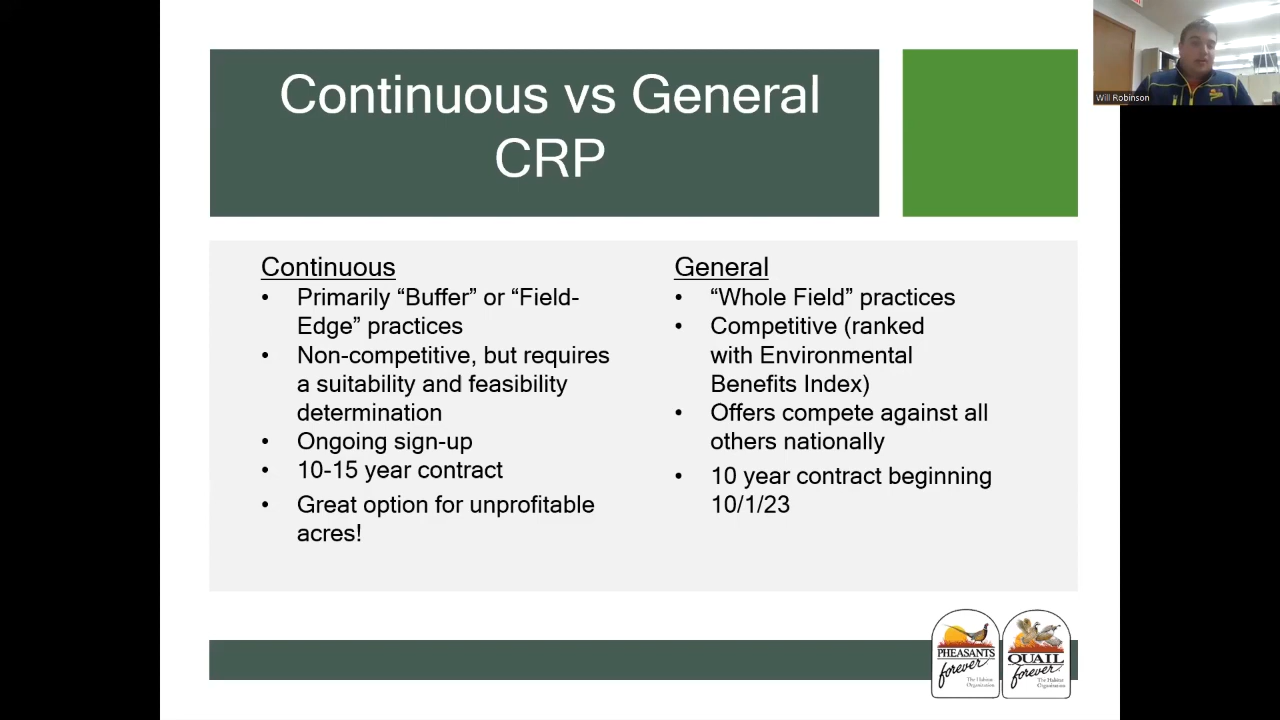 Continuous vs General
CRP
Will Robinson
Continuous
• Primarily “Buffer” or “Field-
Edge” practices
• Non-competitive, but requires
a suitability and feasibility
determination
• Ongoing sign-up
• 10-15 year contract
• Great option for unprofitable
acres!
General
• “Whole Field” practices
• Competitive (ranked
with Environmental
Benefits Index)
• Offers compete against all
others nationally
• 10 year contract beginning
10/1/23
PHEASANTS
forever
The Habitat
Organization
QUAIL
forever
The Habitat
Organization